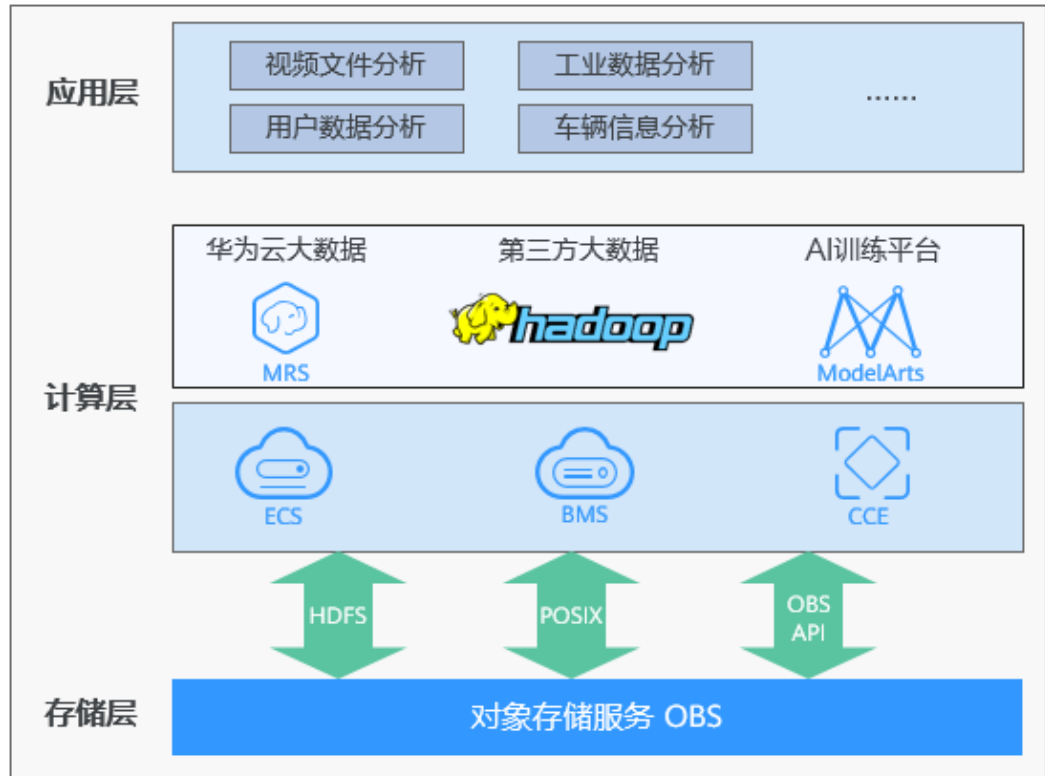 应用层
视频文件分析
工业数据分析
用户数据分析
车辆信息分析
……
计算层
华为云大数据
第三方大数据
AI训练平台
MRS
hadoop
ModelArts
ECS
BMS
CCE
HDFS
POSIX
OBS
API
存储层
对象存储服务 OBS